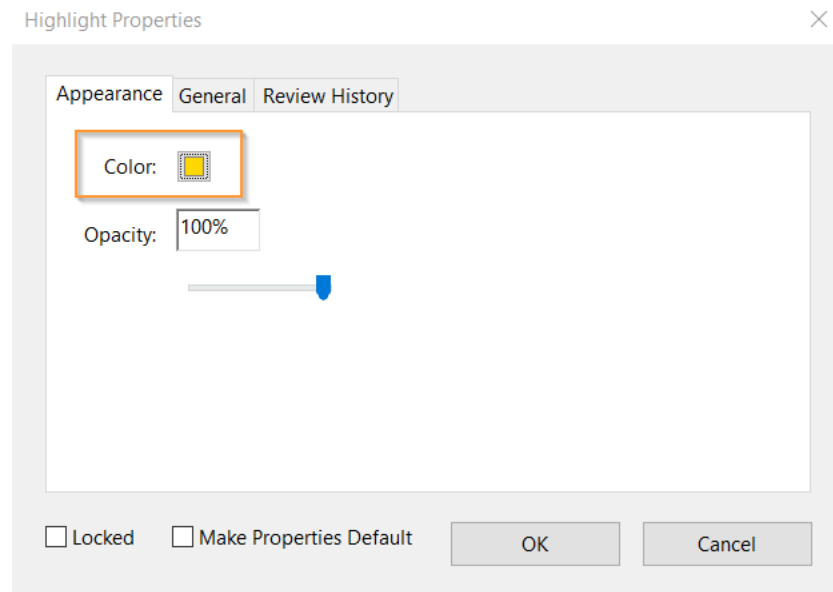 Highlight Properties
Appearance General Review History
Color:
Opacity: 100%
Locked Make Properties Default OK Cancel